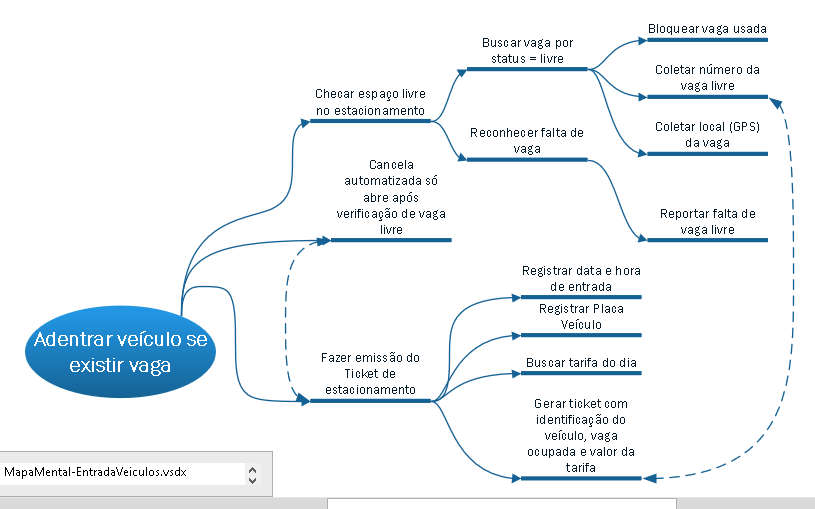 Adentrar veículo se
existir vaga
Checar espaço livre
no estacionamento
Buscar vaga por
status = livre
Bloquear vaga usada
Coletar número da
vaga livre
Coletar local (GPS)
da vaga
Reconhecer falta de
vaga
Reportar falta de
vaga livre
Cancela
automatizada só
abre após
verificação de vaga
livre
Fazer emissão do
Ticket de
estacionamento
Registrar data e hora
de entrada
Registrar Placa
Veículo
Buscar tarifa do dia
Gerar ticket com
identificação do
veículo, vaga
ocupada e valor da
tarifa
MapaMental-EntradaVeiculos.vsdx